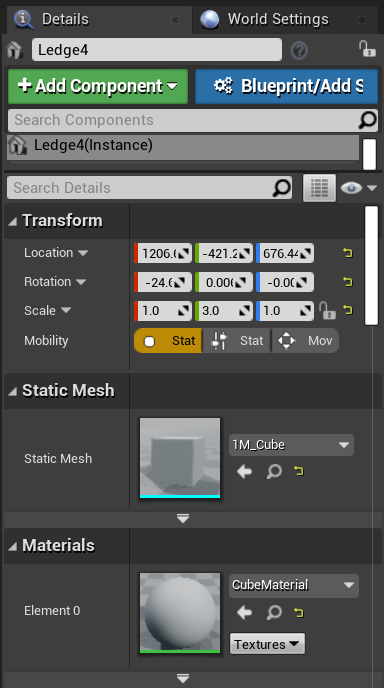 Details
World Settings
Ledge4
Add Component
Blueprint/Add S
Search Components
Ledge4(Instance)
Search Details
Transform
Location 1206.( -421.2 676.44
Rotation -24.6 0.000 -0.00
Scale 1.0 3.0 1.0
Mobility Stat Stat Mov
Static Mesh
Static Mesh 1M_Cube
Materials
Element 0 CubeMaterial
Textures